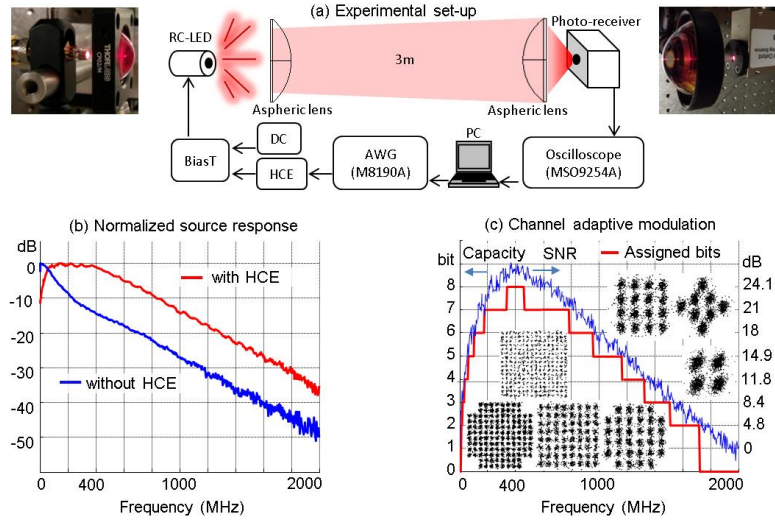 (a) Experimental set-up
RC-LED
Photo-receiver
3m
Aspheric lens
Aspheric lens
DC
PC
BiasT
HCE
AWG
(M8190A)
Oscilloscope
(MSO9254A)
(b) Normalized source response
dB
0
-10
-20
-30
-40
-50
with HCE
without HCE
0
400
1000
2000
Frequency (MHz)
(c) Channel adaptive modulation
bit
Capacity
SNR
Assigned bits
dB
8
7
6
5
4
3
2
1
0
24.1
21
18
14.9
11.8
8.4
4.8
0
0
400
1000
2000
Frequency (MHz)